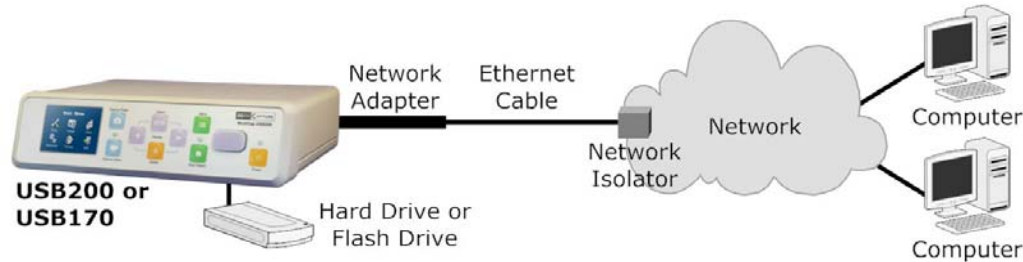 Network
Adapter
Ethernet
Cable
Network
Network
Isolator
Computer
USB200 or
USB170
Hard Drive or
Flash Drive
Computer